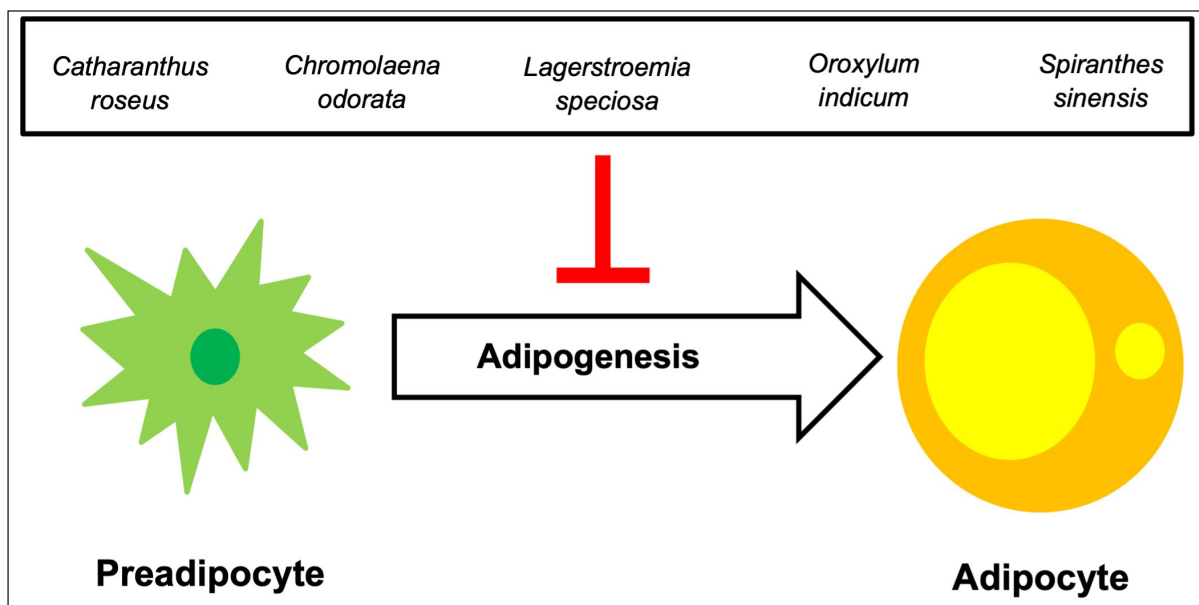 Catharanthus Chromolaena Lagerstroemia Oroxylum Spiranthes
roseus odorata speciosa indicum sinensis
Adipogenesis
Preadipocyte Adipocyte